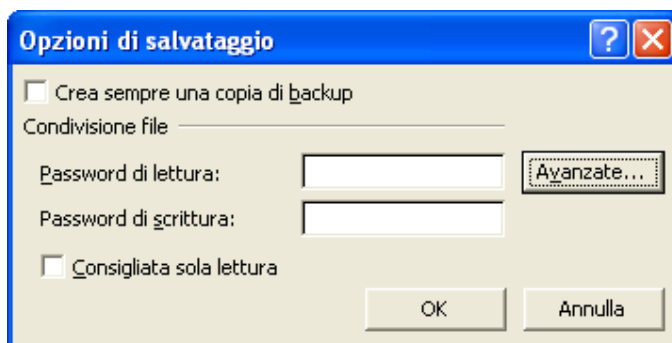 Opzioni di salvataggio
Crea sempre una copia di backup
Condivisione file
Password di lettura:
Avanzate...
Password di scrittura:
Consigliata sola lettura
OK
Annulla